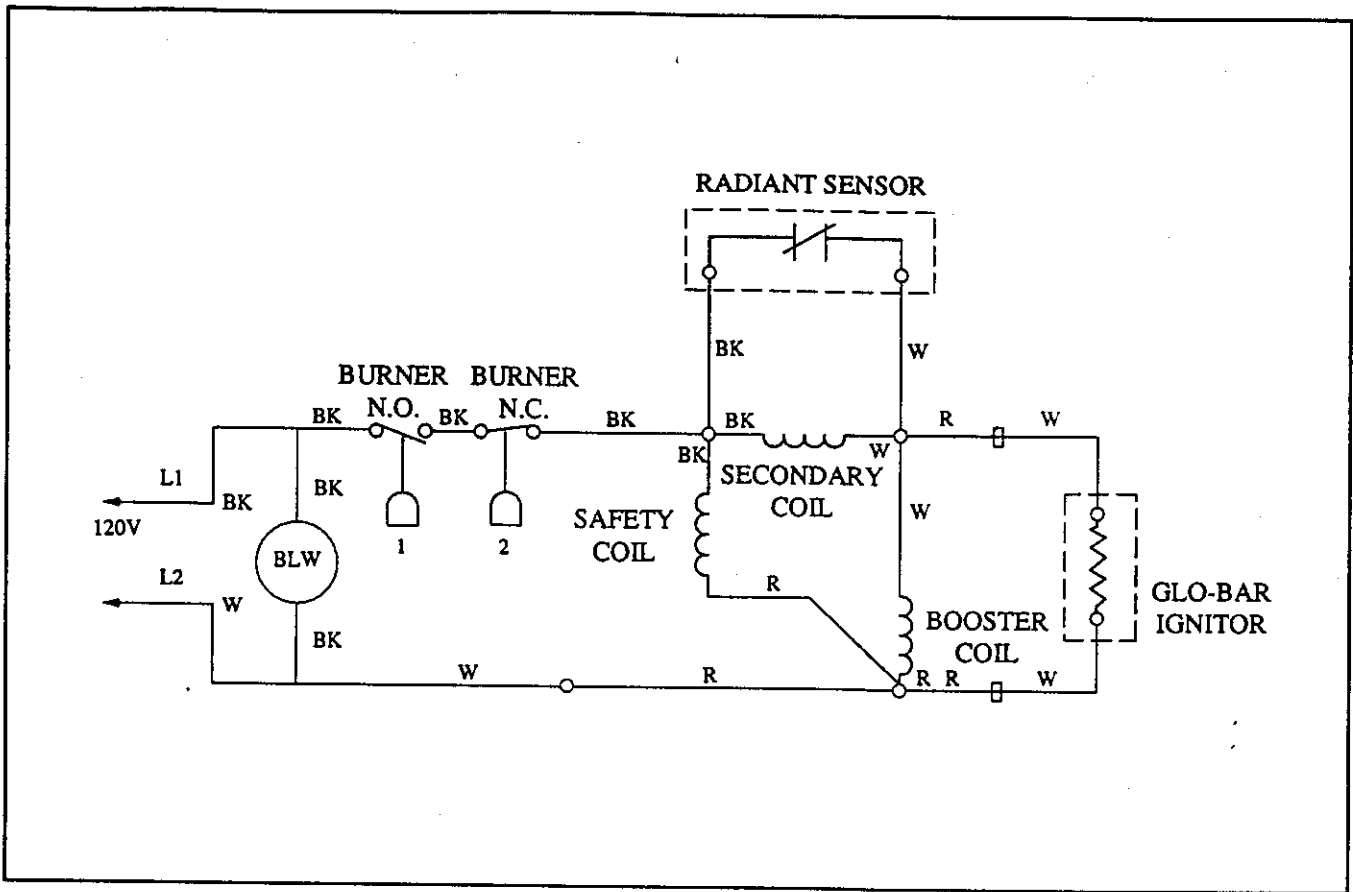 RADIANT SENSOR
BK
W
BURNER
N.O.
BURNER
N.C.
BK
BK
BK
BK
W
R
W
BK
SECONDARY
COIL
L1
BK
120V
BK
BLW
1
2
SAFETY
COIL
W
L2
W
BK
R
BOOSTER
COIL
GLO-BAR
IGNITOR
W
R
R
R
W